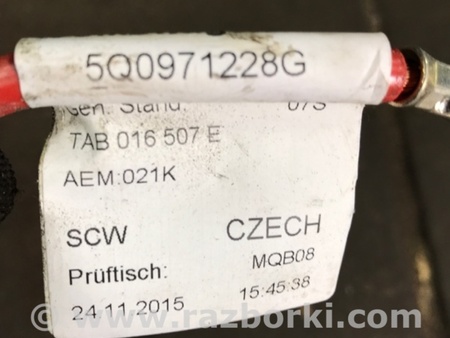 5Q0971228G
Gen. Stand: 07S
TAB 016 507 E
AEM:021K
SCW CZECH
Prüftisch: MQB08
24.11.2015 15:45:38
© www.razborki.com